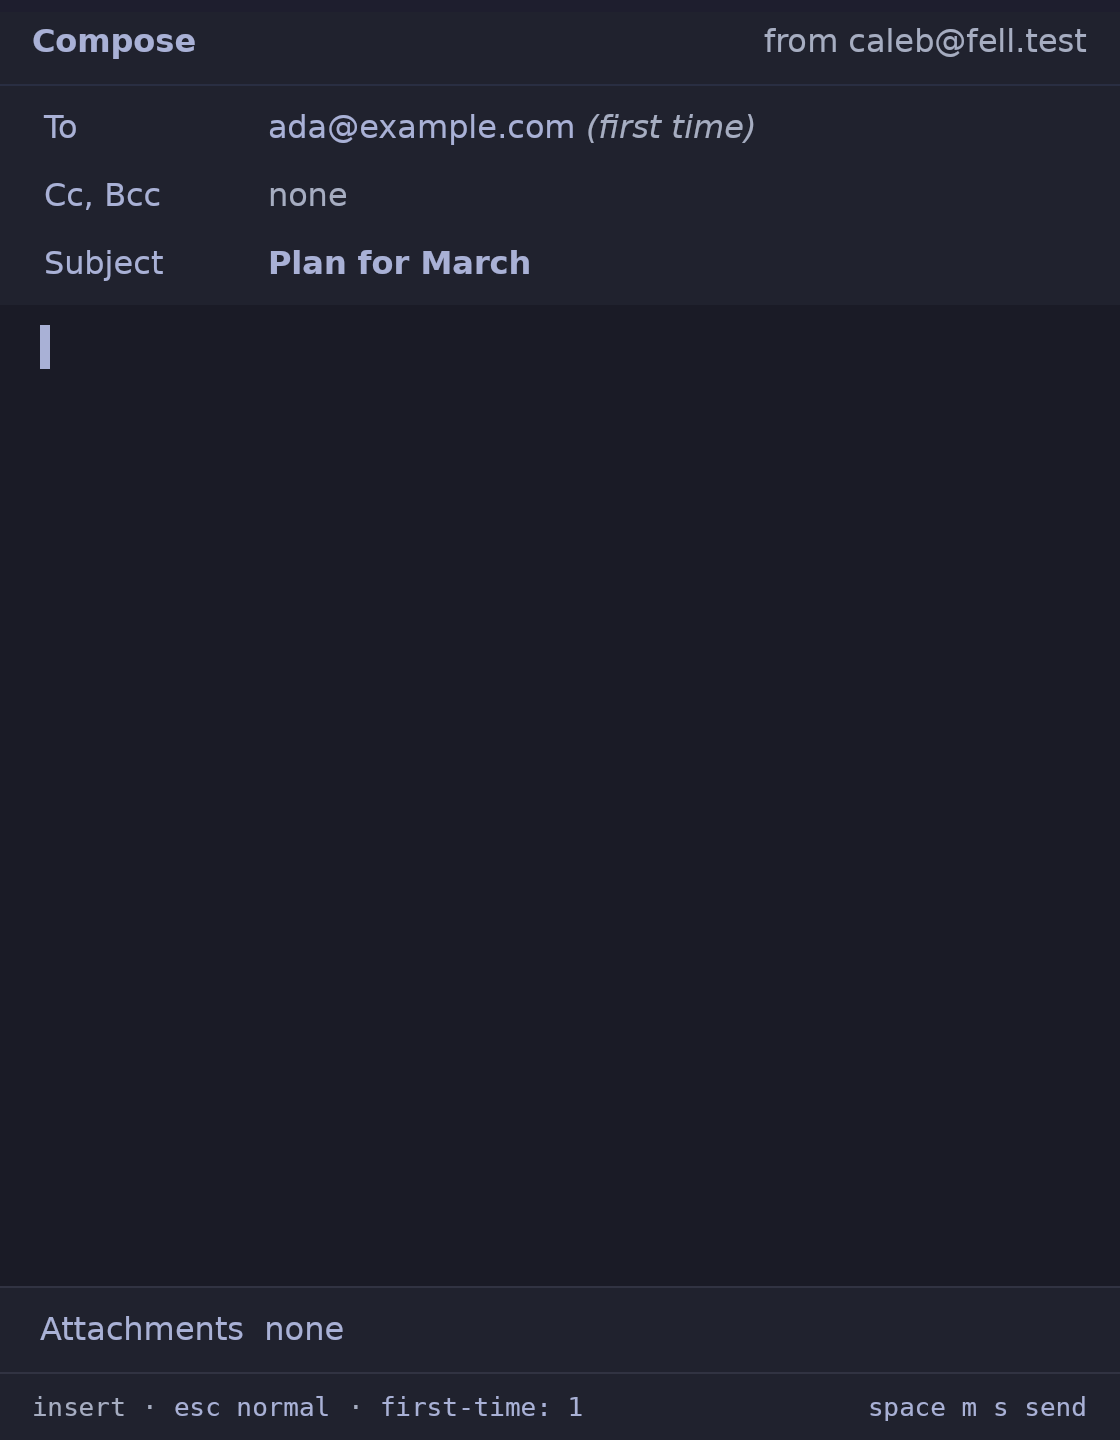 Compose from caleb@fell.test
To ada@example.com (first time)
Cc, Bcc none
Subject Plan for March
Attachments none
insert · esc normal · first-time: 1 space m s send